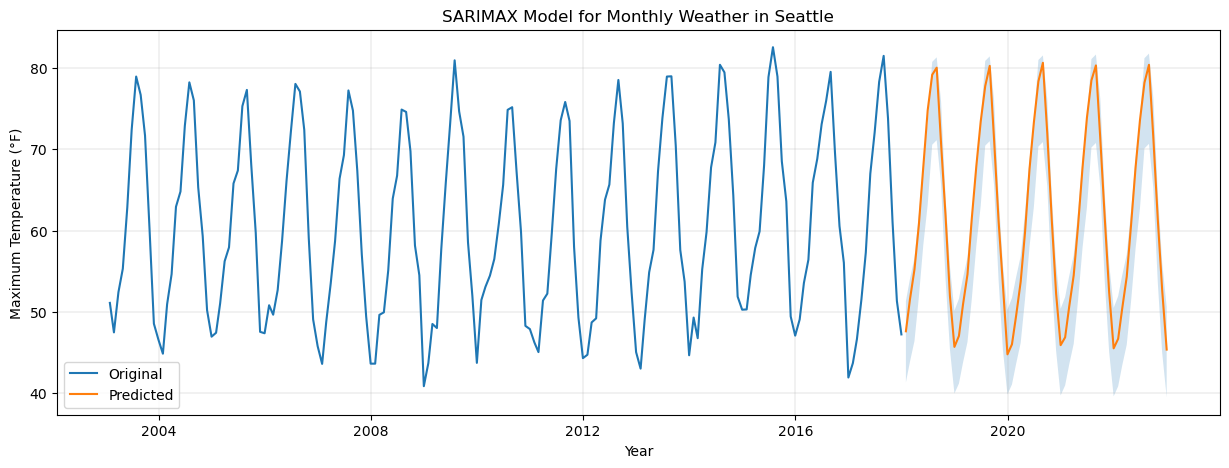 SARIMAX Model for Monthly Weather in Seattle
Maximum Temperature (°F)
80
70
60
50
40
Original
Predicted
2004 2008 2012 2016 2020
Year